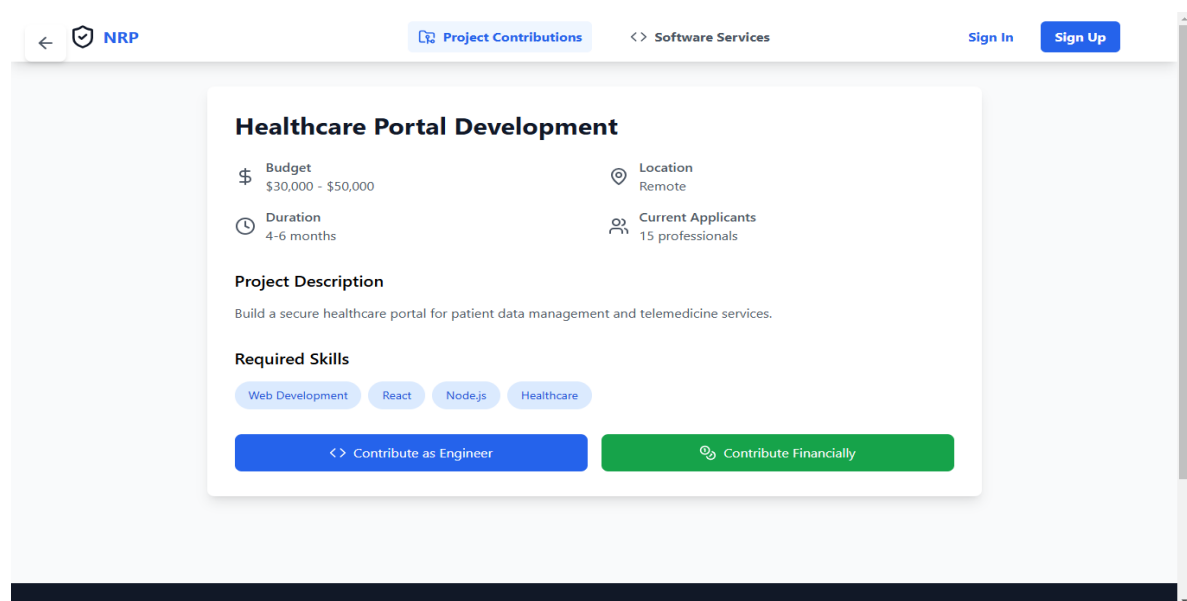 NRP
Project Contributions
<> Software Services
Sign In
Sign Up
Healthcare Portal Development
Budget
$30,000 - $50,000
Location
Remote
Duration
4-6 months
Current Applicants
15 professionals
Project Description
Build a secure healthcare portal for patient data management and telemedicine services.
Required Skills
Web Development
React
Node.js
Healthcare
<> Contribute as Engineer
Contribute Financially